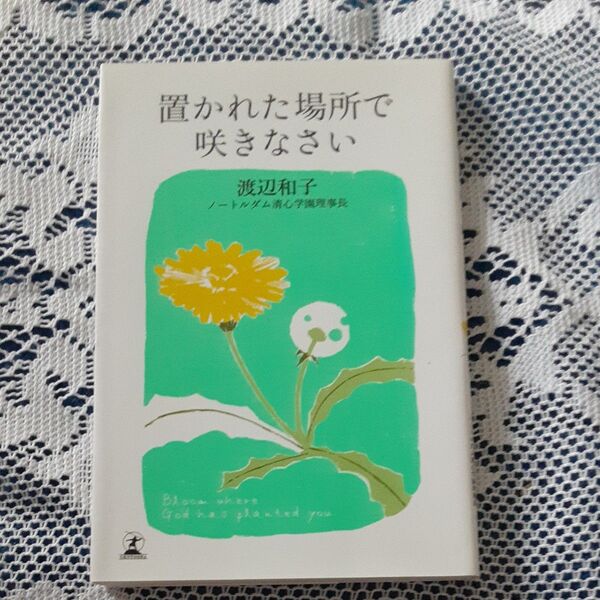 置かれた場所で
咲きなさい
渡辺和子
ノートルダム清心学園理事長
Bloom where
God has planted you